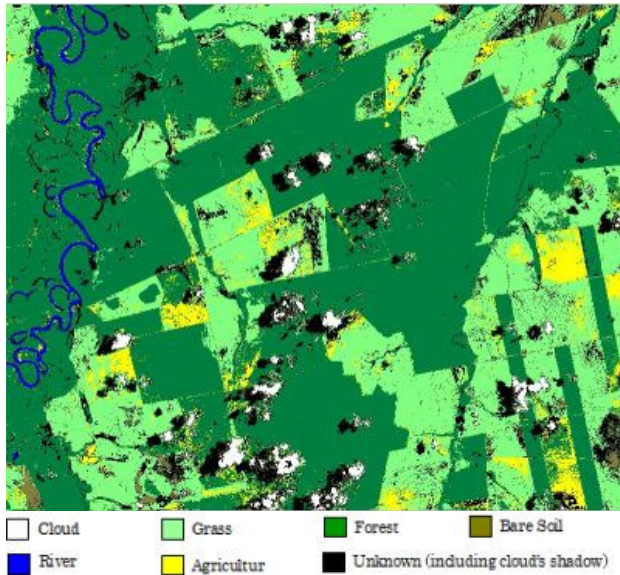 Cloud Grass Forest Bare Soil
River Agricultur Unknown (including cloud's shadow)